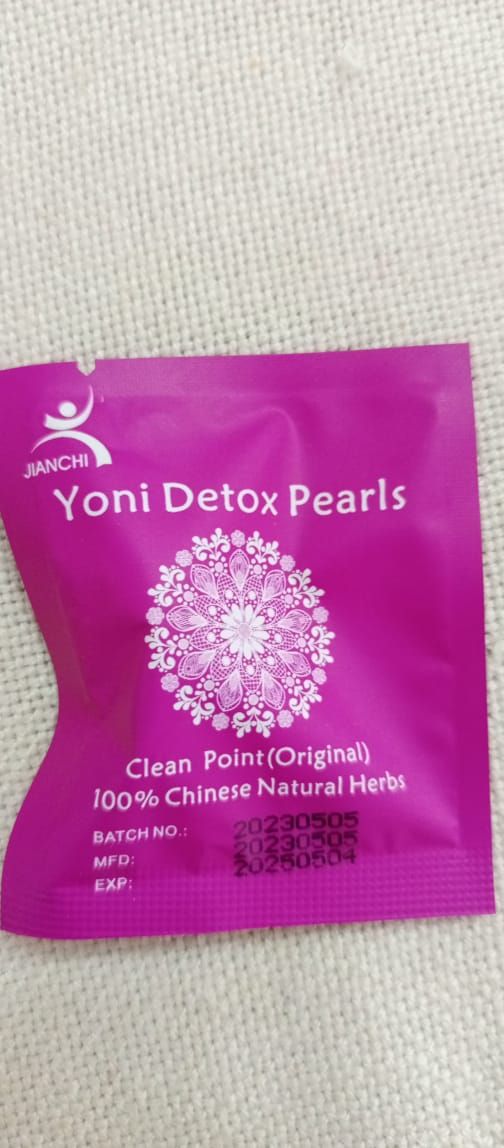 JIANCHI
Yoni Detox Pearls
Clean Point(Original)
100% Chinese Natural Herbs
BATCH NO.: 20230505
MFD: 20230505
EXP: 20250504